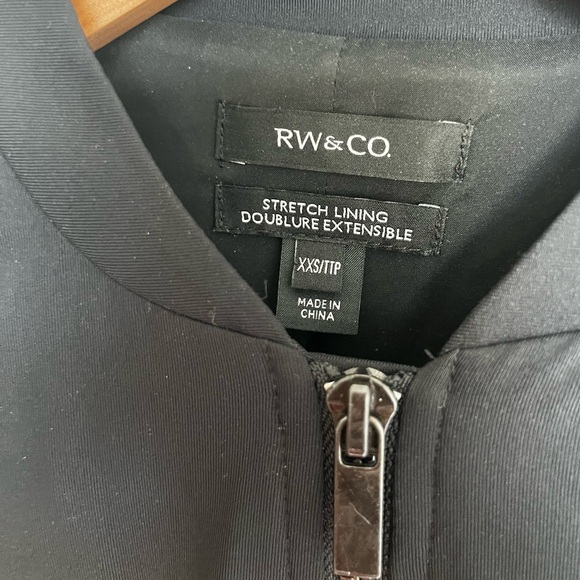 RW&CO.
STRETCH LINING
DOUBLURE EXTENSIBLE
XXS/TTP
MADE IN
CHINA